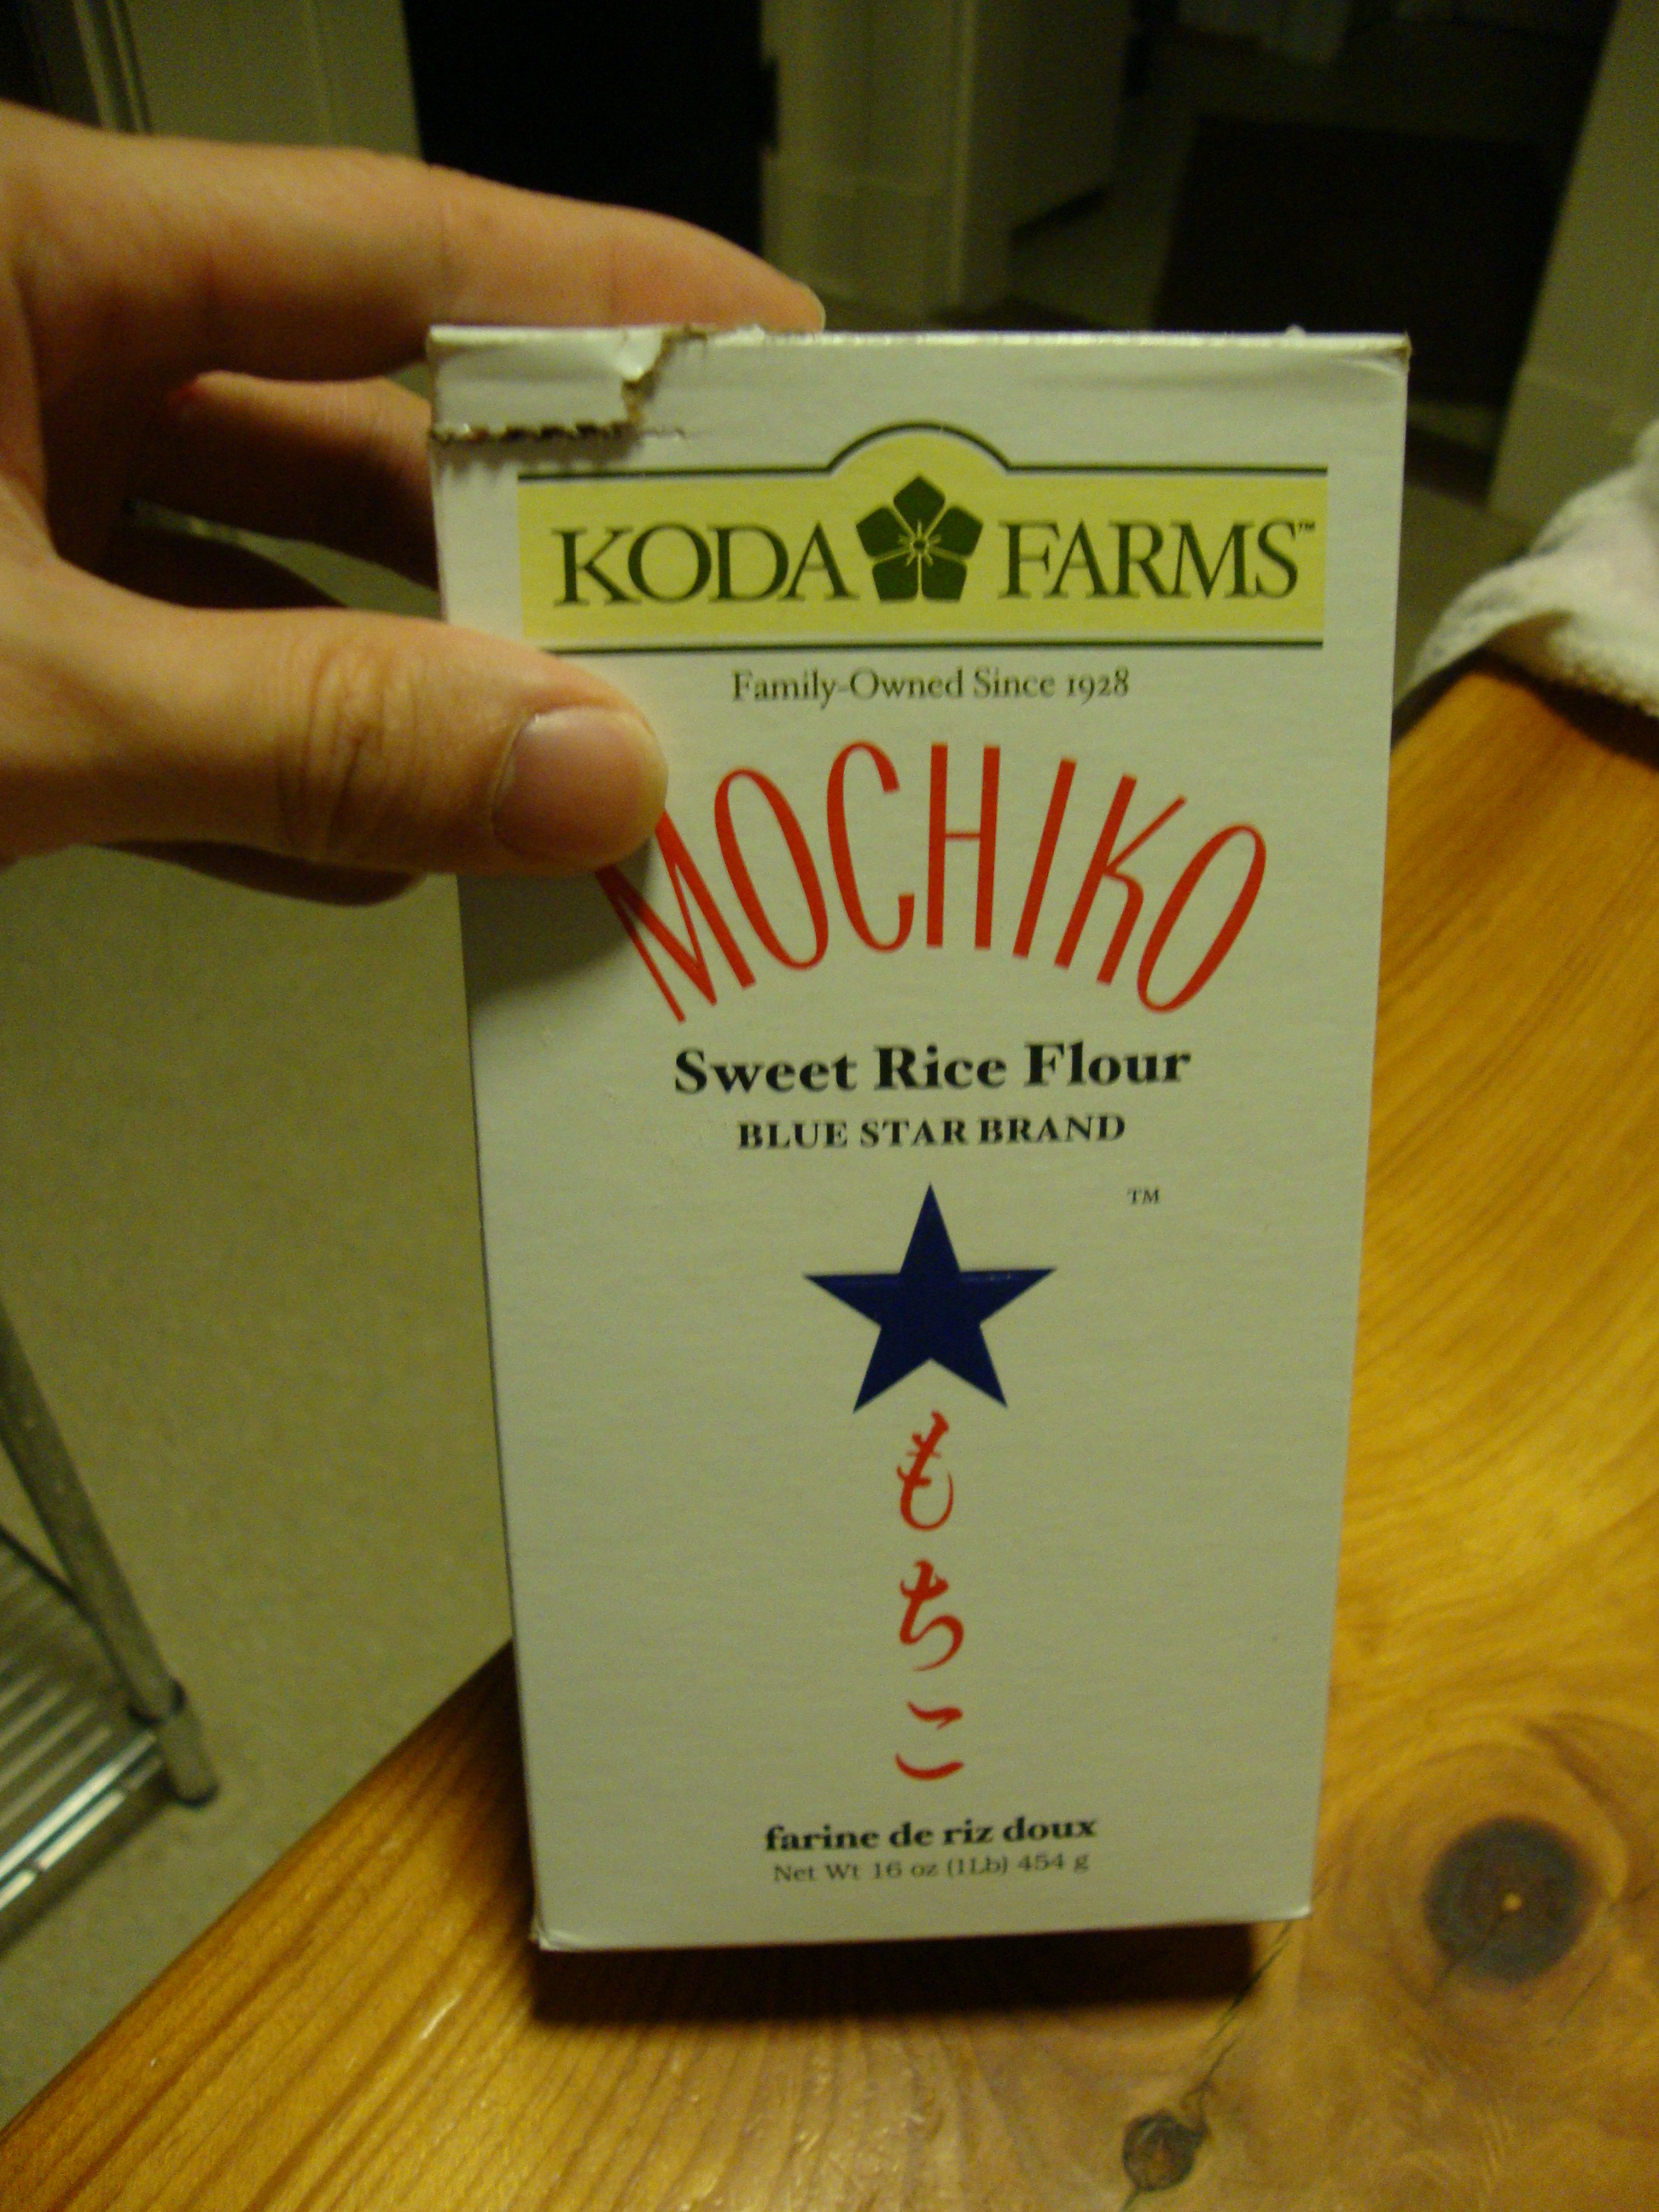 KODA FARMS™
Family-Owned Since 1928
MOCHIKO
Sweet Rice Flour
BLUE STAR BRAND
TM
もちこ
farine de riz doux
Net Wt 16 oz (1Lb) 454 g